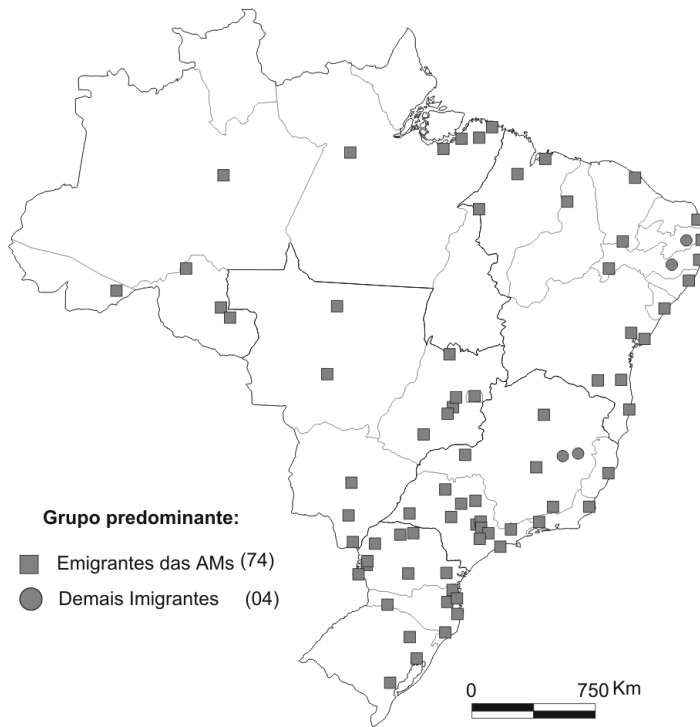 Grupo predominante:
Emigrantes das AMs (74)
Demais Imigrantes (04)
0 750 Km